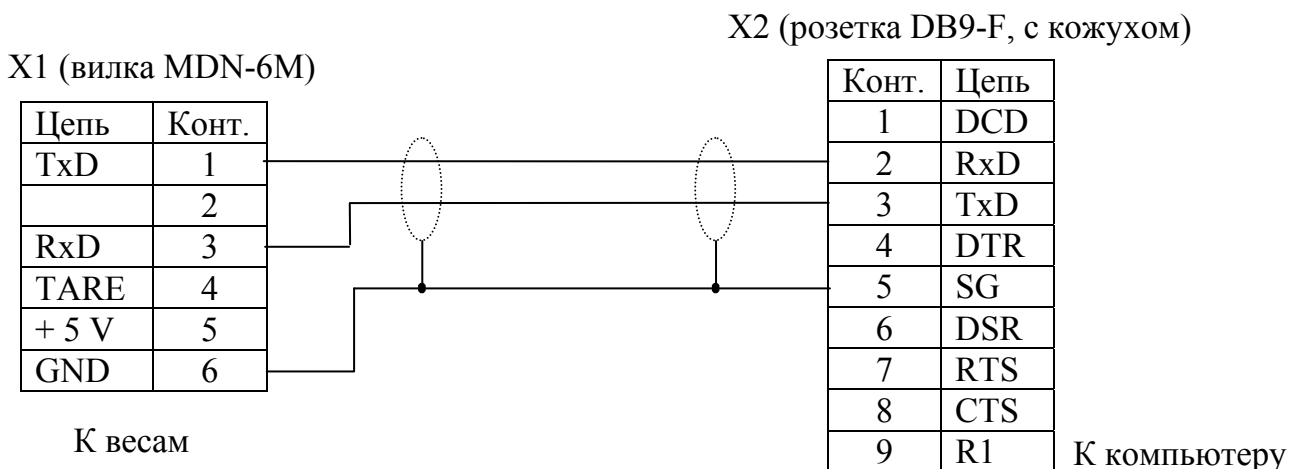 X2 (розетка DB9-F, с кожухом)
X1 (вилка MDN-6M)
Цепь Конт.
TxD 1
2
RxD 3
TARE 4
+ 5 V 5
GND 6
К весам
Конт. Цепь
1 DCD
2 RxD
3 TxD
4 DTR
5 SG
6 DSR
7 RTS
8 CTS
9 R1
К компьютеру